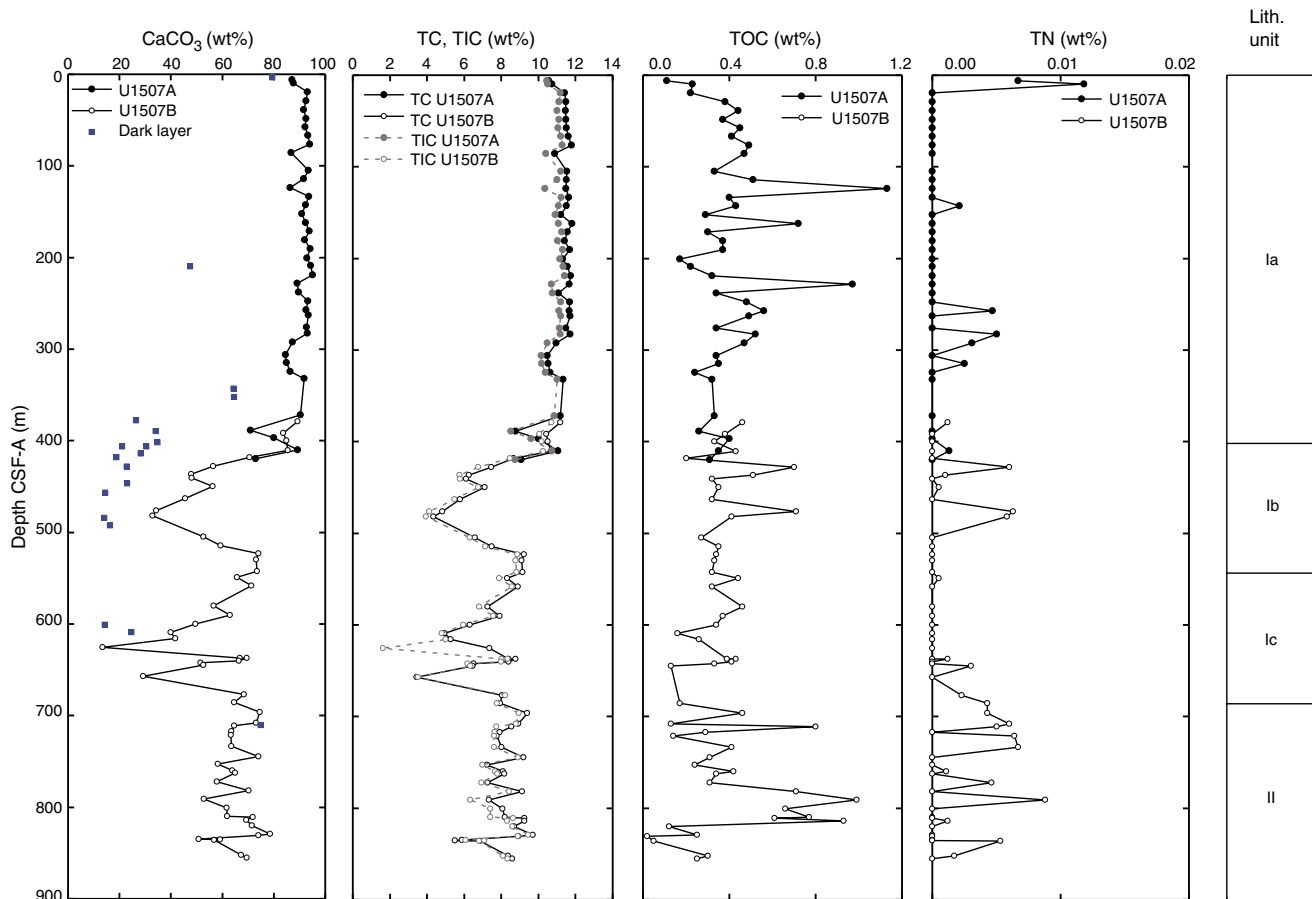 CaCO3 (wt%)
TC, TIC (wt%)
TOC (wt%)
TN (wt%)
Lith.
unit
0 20 40 60 80 100
0 2 4 6 8 10 12 14
0.0 0.4 0.8 1.2
0.00 0.01 0.02
U1507A
U1507B
Dark layer
TC U1507A
TC U1507B
TIC U1507A
TIC U1507B
U1507A
U1507B
U1507A
U1507B
Depth CSF-A (m)
0
100
200
300
400
500
600
700
800
900
Ia
Ib
Ic
II